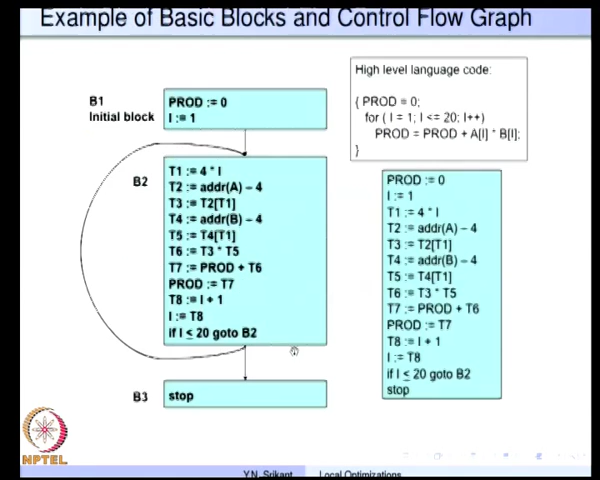 Example of Basic Blocks and Control Flow Graph
B1
Initial block
PROD := 0
I := 1
B2
T1 := 4 * I
T2 := addr(A) – 4
T3 := T2[T1]
T4 := addr(B) – 4
T5 := T4[T1]
T6 := T3 * T5
T7 := PROD + T6
PROD := T7
T8 := I + 1
I := T8
if I ≤ 20 goto B2
B3
stop
High level language code:
{ PROD = 0;
for ( I = 1; I <= 20; I++)
PROD = PROD + A[I] * B[I];
}
PROD := 0
I := 1
T1 := 4 * I
T2 := addr(A) – 4
T3 := T2[T1]
T4 := addr(B) – 4
T5 := T4[T1]
T6 := T3 * T5
T7 := PROD + T6
PROD := T7
T8 := I + 1
I := T8
if I ≤ 20 goto B2
stop
NPTEL
Y.N. Srikant
Local Optimizations